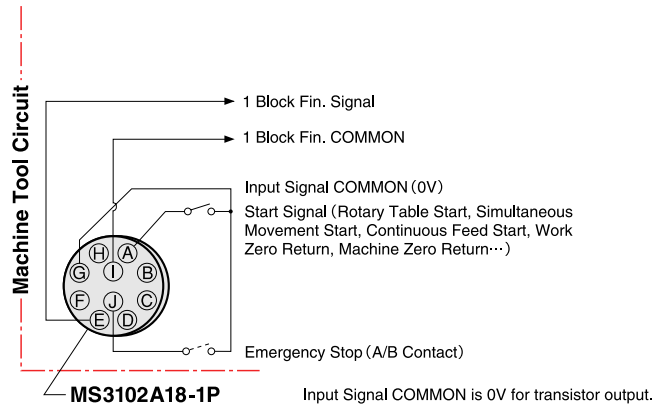 Machine Tool Circuit
1 Block Fin. Signal
1 Block Fin. COMMON
Input Signal COMMON (0V)
Start Signal (Rotary Table Start, Simultaneous
Movement Start, Continuous Feed Start, Work
Zero Return, Machine Zero Return…)
H A
G I B
F J C
E D
Emergency Stop (A/B Contact)
MS3102A18-1P
Input Signal COMMON is 0V for transistor output.